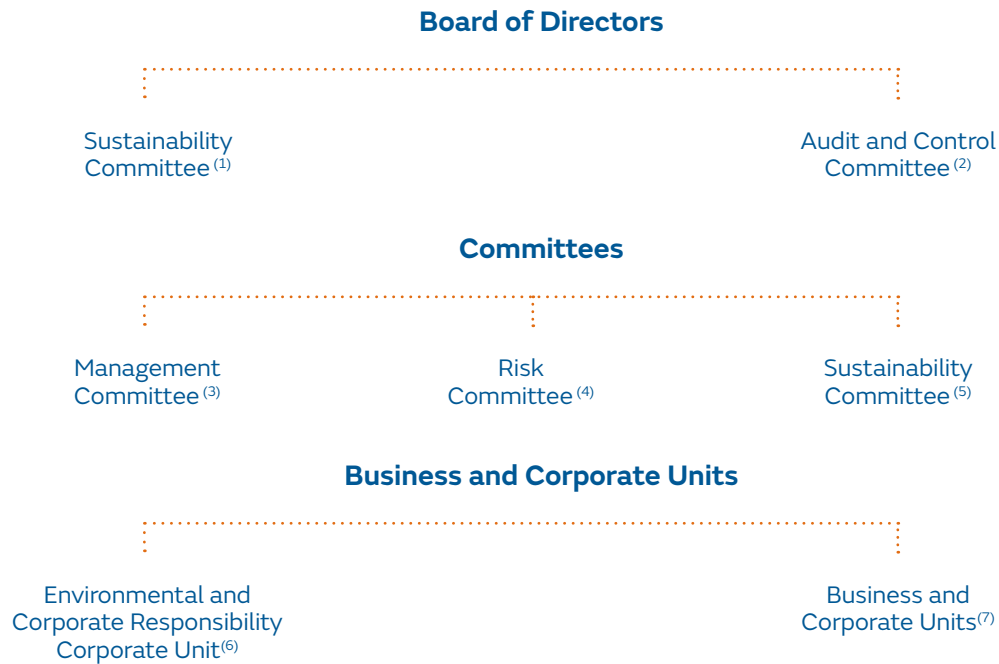 Board of Directors
Sustainability
Committee (1)
Audit and Control
Committee (2)
Committees
Management
Committee (3)
Risk
Committee (4)
Sustainability
Committee (5)
Business and Corporate Units
Environmental and
Corporate Responsibility
Corporate Unit(6)
Business and
Corporate Units(7)